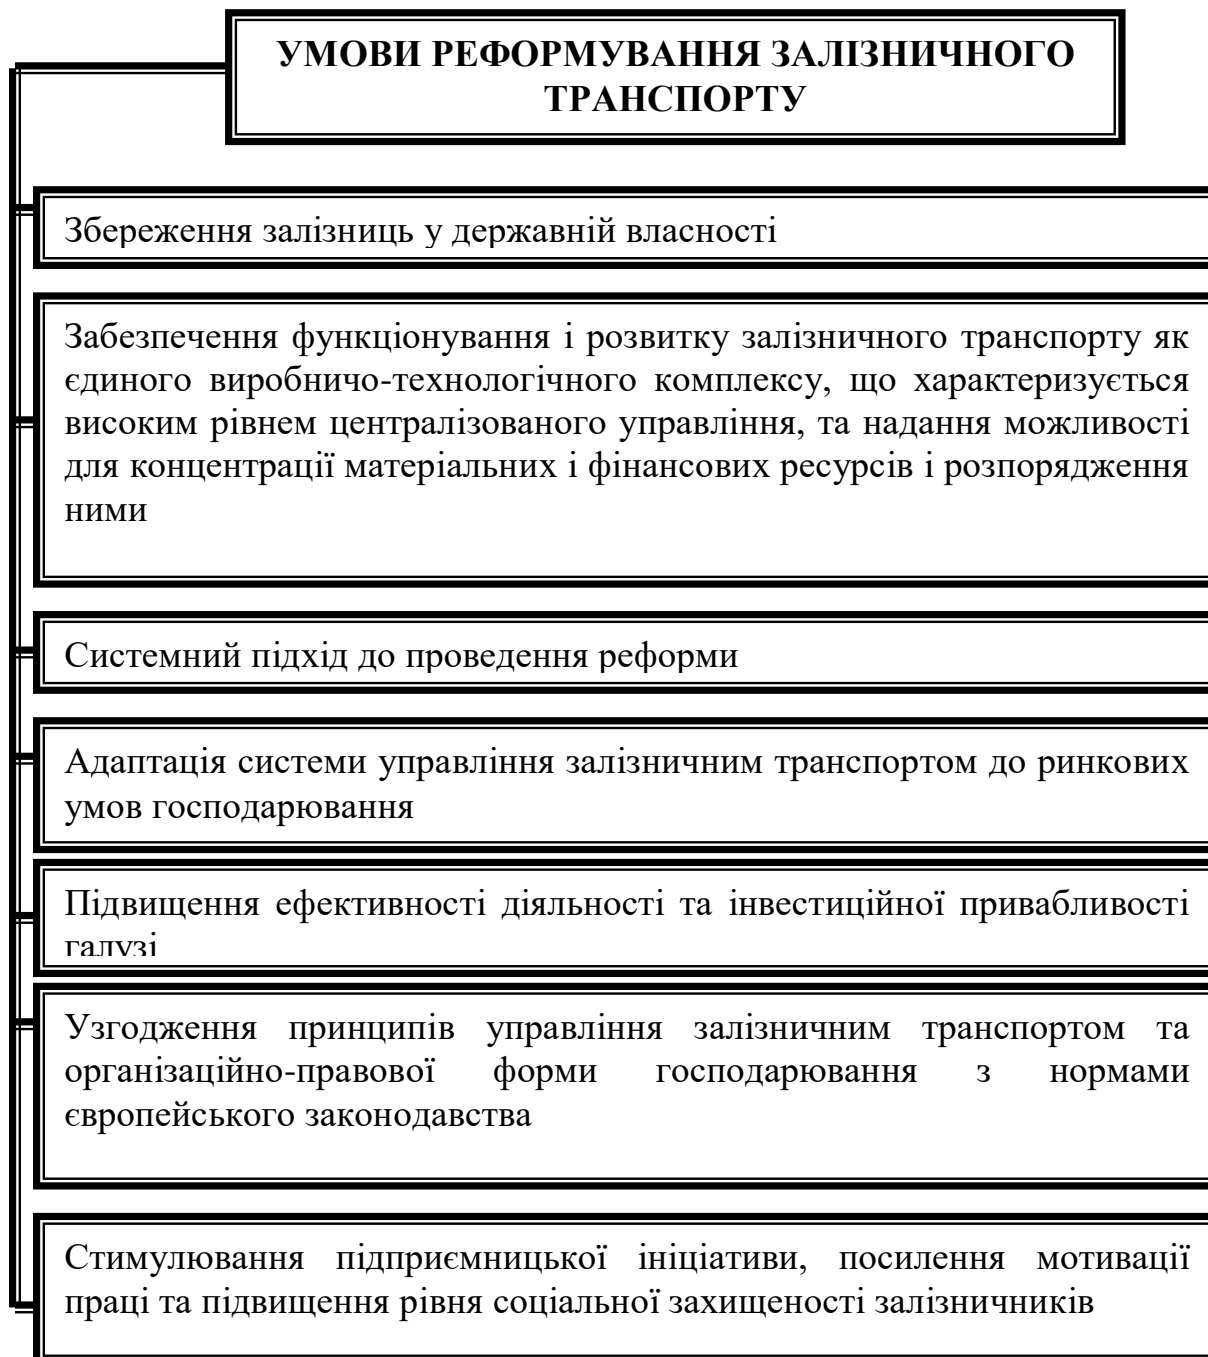 УМОВИ РЕФОРМУВАННЯ ЗАЛІЗНИЧНОГО
ТРАНСПОРТУ
Збереження залізниць у державній власності
Забезпечення функціонування і розвитку залізничного транспорту як
єдиного виробничо-технологічного комплексу, що характеризується
високим рівнем централізованого управління, та надання можливості
для концентрації матеріальних і фінансових ресурсів і розпорядження
ними
Системний підхід до проведення реформи
Адаптація системи управління залізничним транспортом до ринкових
умов господарювання
Підвищення ефективності діяльності та інвестиційної привабливості
галузі
Узгодження принципів управління залізничним транспортом та
організаційно-правової форми господарювання з нормами
європейського законодавства
Стимулювання підприємницької ініціативи, посилення мотивації
праці та підвищення рівня соціальної захищеності залізничників